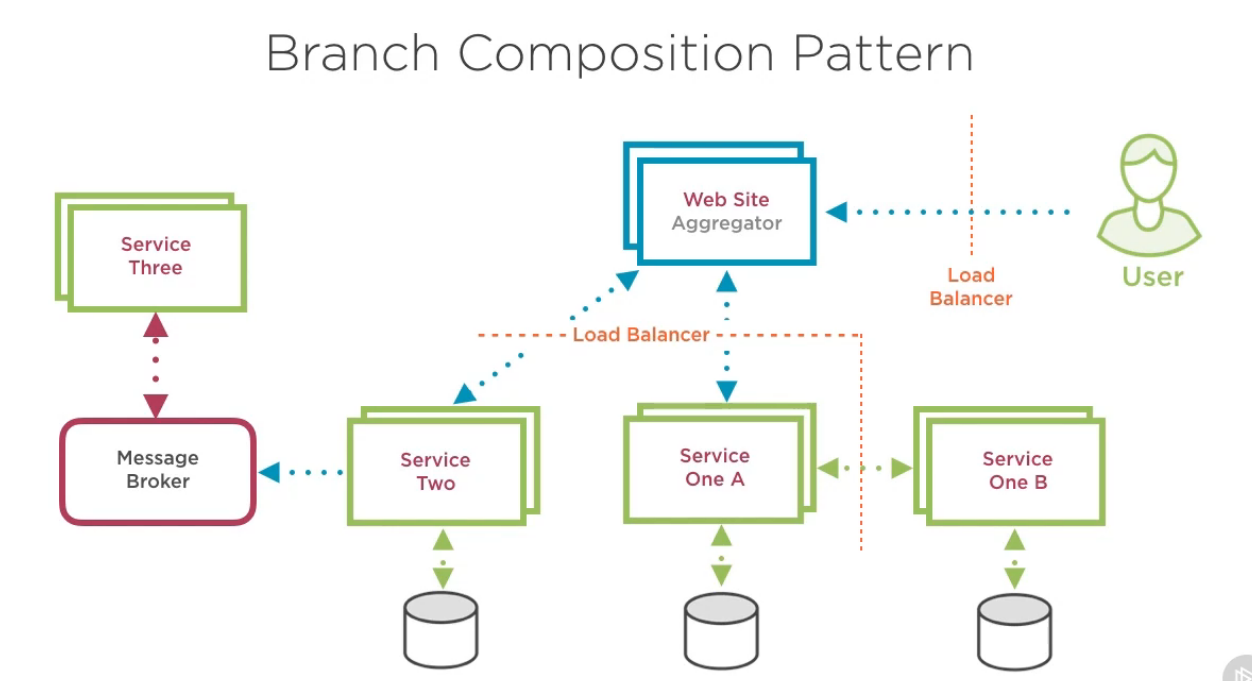 Branch Composition Pattern
Web Site
Aggregator
Service
Three
Load
Balancer
User
Load Balancer
Message
Broker
Service
Two
Service
One A
Service
One B